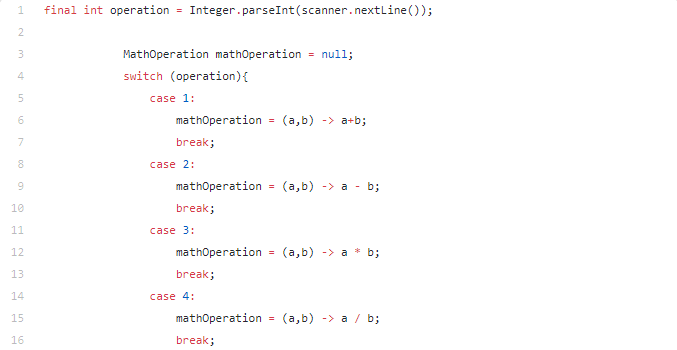 1 final int operation = Integer.parseInt(scanner.nextLine());
2
3 MathOperation mathOperation = null;
4 switch (operation){
5 case 1:
6 mathOperation = (a,b) -> a+b;
7 break;
8 case 2:
9 mathOperation = (a,b) -> a - b;
10 break;
11 case 3:
12 mathOperation = (a,b) -> a * b;
13 break;
14 case 4:
15 mathOperation = (a,b) -> a / b;
16 break;